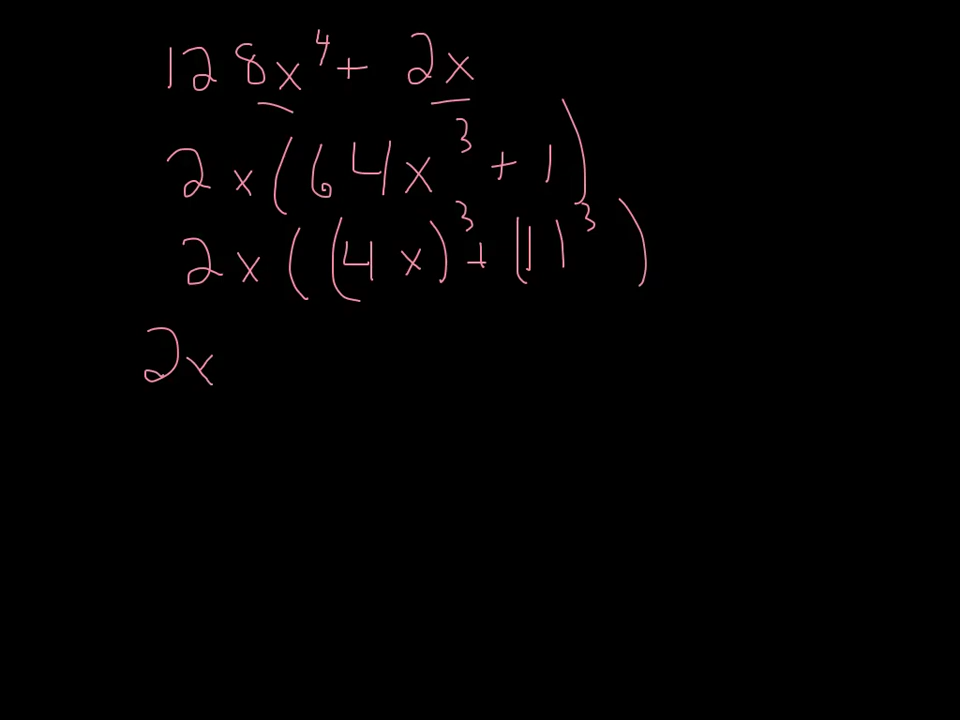 128x⁴ + 2x
2x(64x³ + 1)
2x((4x)³ + (1)³)
2x